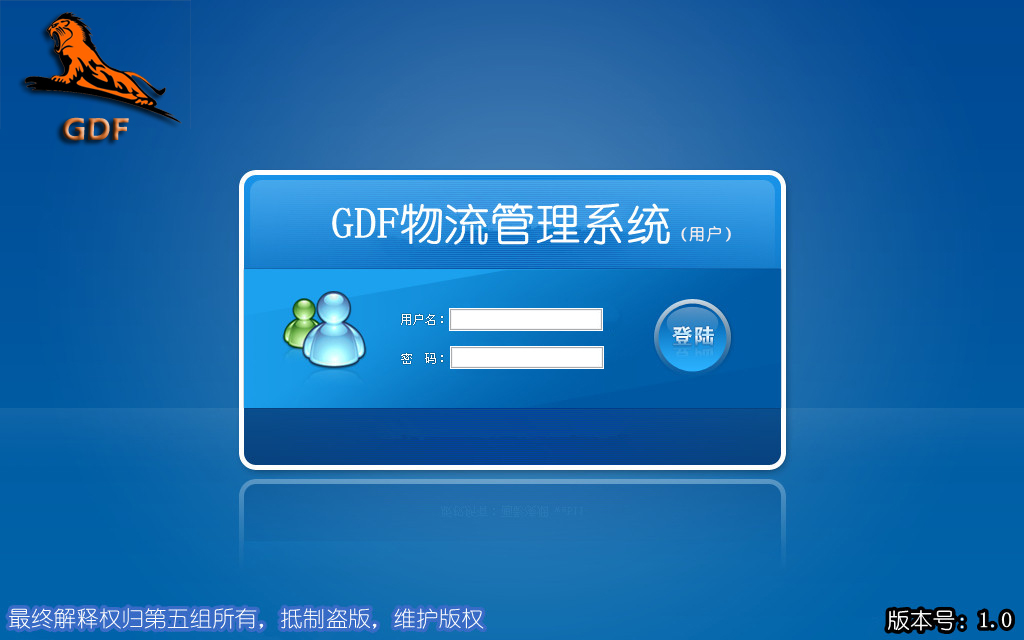 GDF
GDF物流管理系统（用户）
用户名：
密 码：
登陆
最终解释权归第五组所有，抵制盗版，维护版权
版本号：1.0